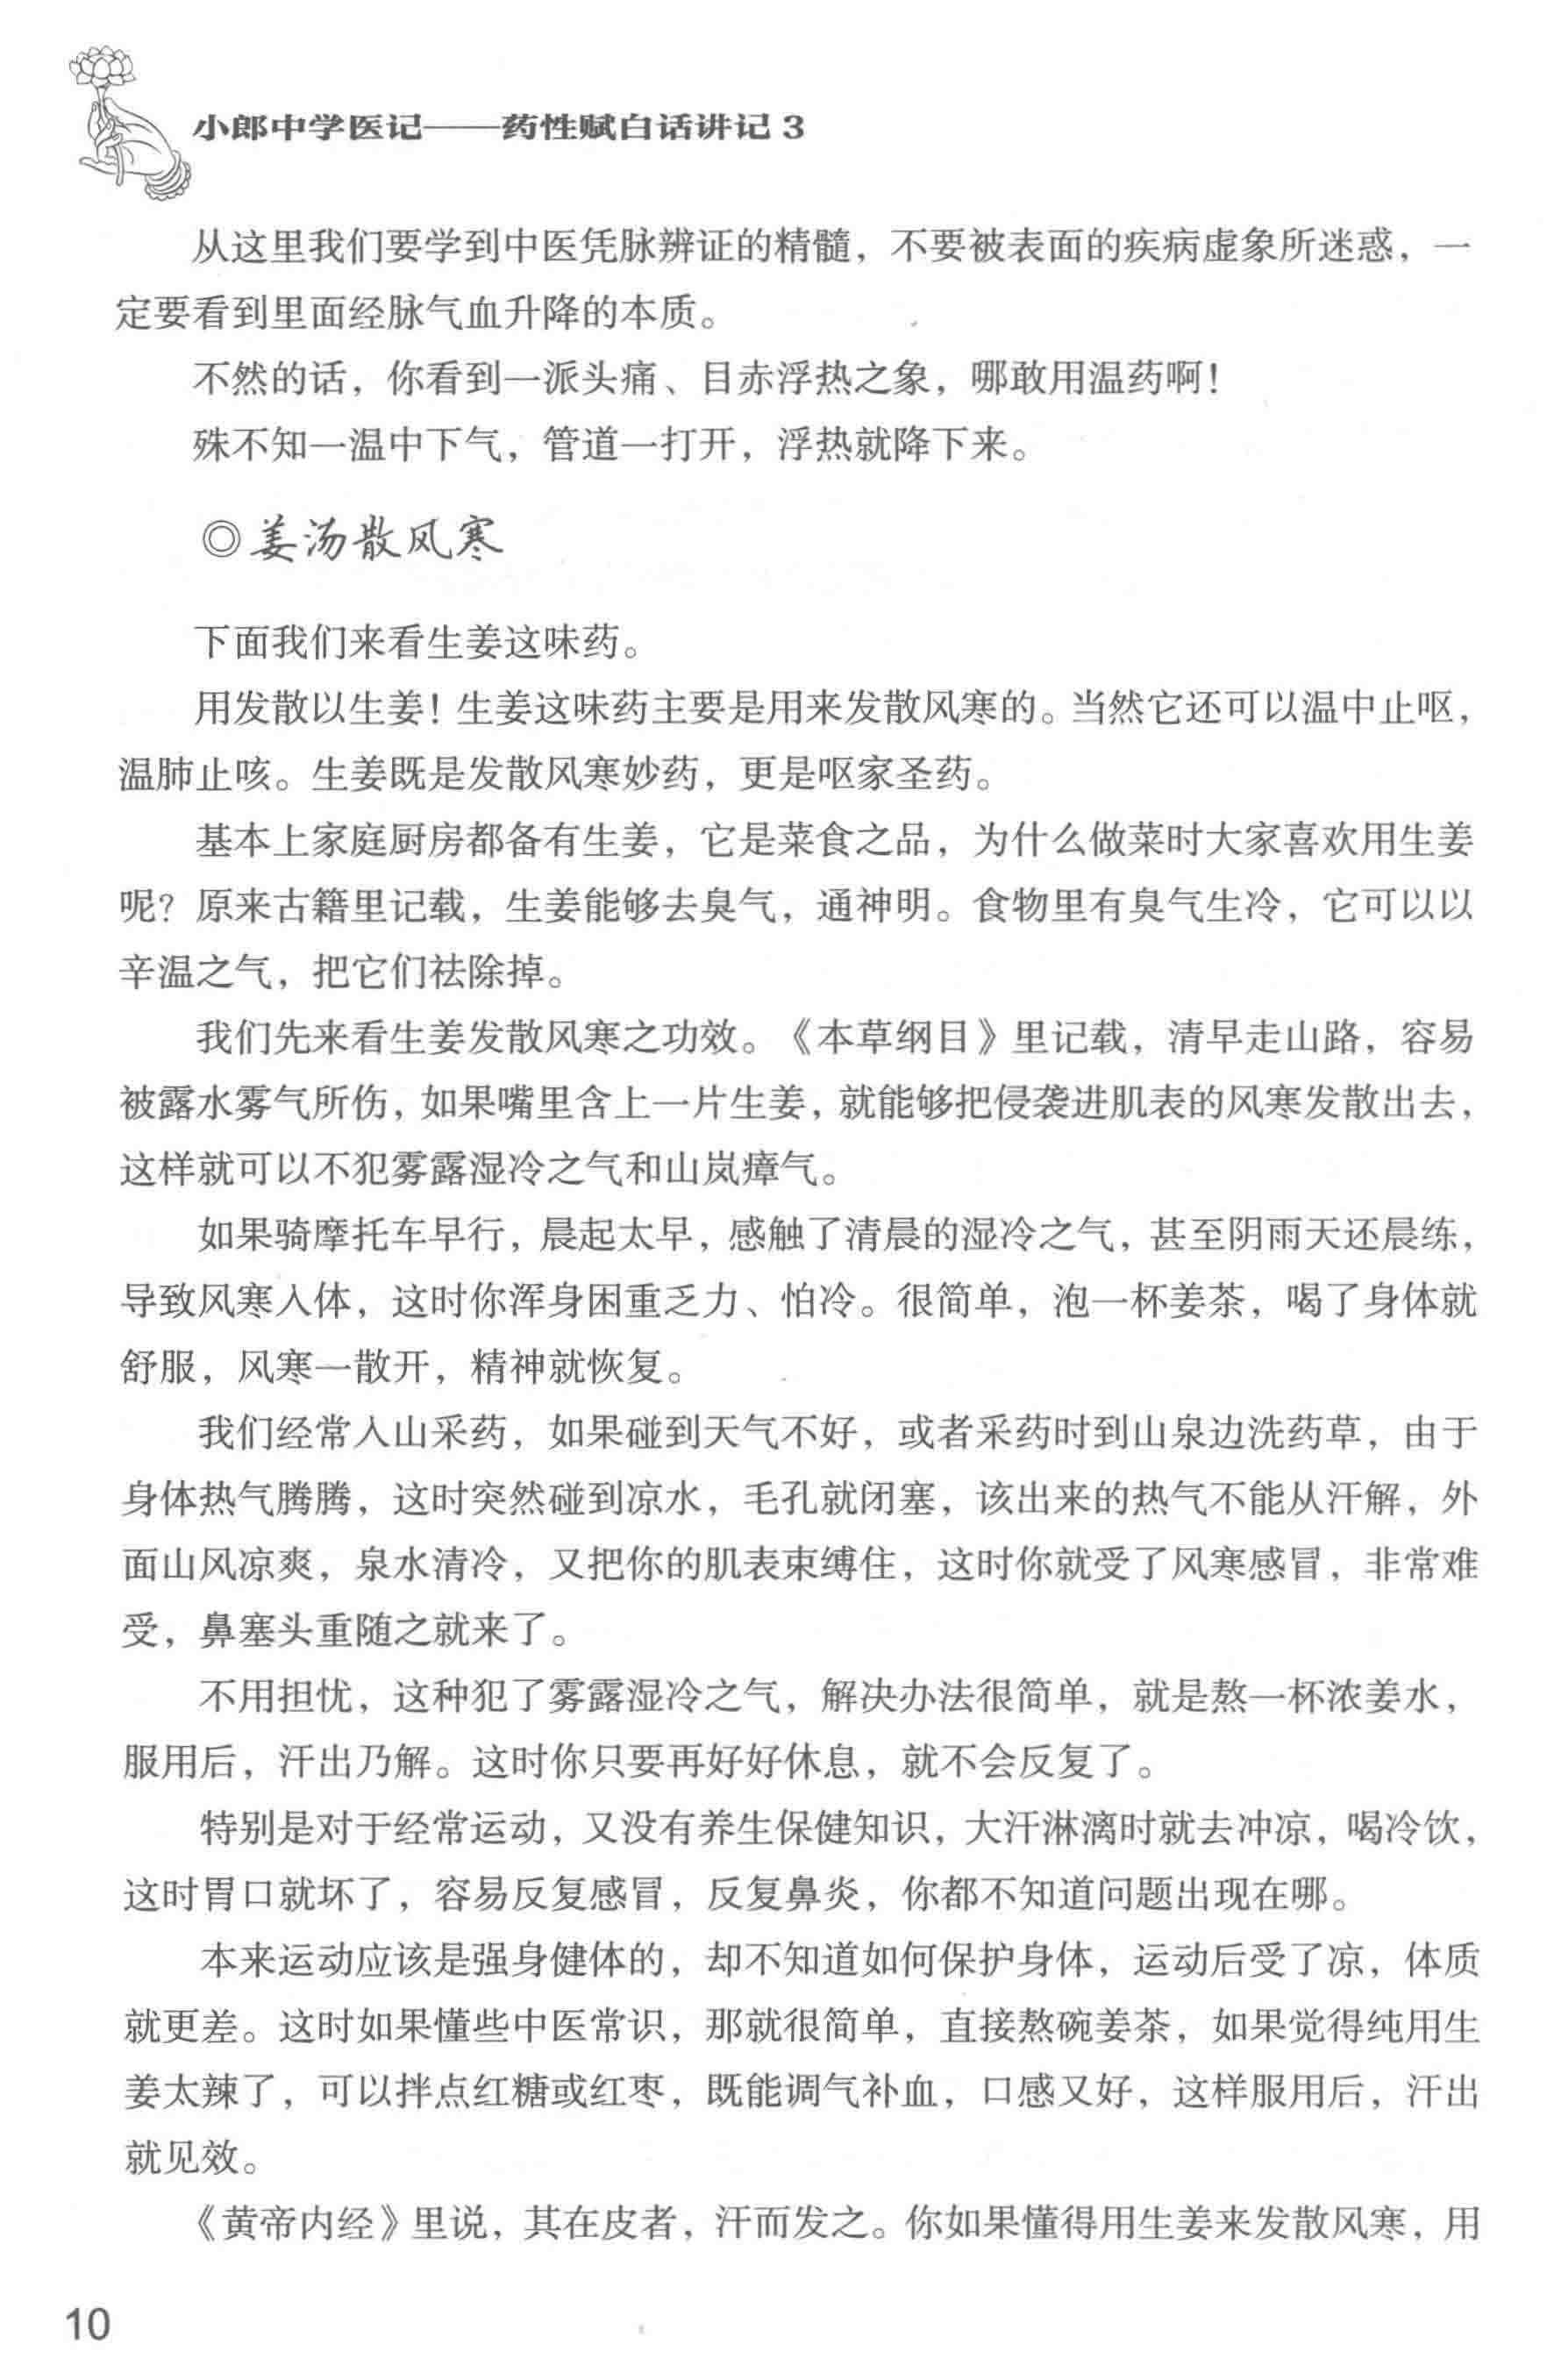 小郎中学医记——药性赋白话讲记3
从这里我们要学到中医凭脉辨证的精髓，不要被表面的疾病虚象所迷惑，一
定要看到里面经脉气血升降的本质。
不然的话，你看到一派头痛、目赤浮热之象，哪敢用温药啊！
殊不知一温中下气，管道一打开，浮热就降下来。
◎姜汤散风寒
下面我们来看生姜这味药。
用发散以生姜！生姜这味药主要是用来发散风寒的。当然它还可以温中止呕，
温肺止咳。生姜既是发散风寒妙药，更是呕家圣药。
基本上家庭厨房都备有生姜，它是菜食之品，为什么做菜时大家喜欢用生姜
呢？原来古籍里记载，生姜能够去臭气，通神明。食物里有臭气生冷，它可以以
辛温之气，把它们祛除掉。
我们先来看生姜发散风寒之功效。《本草纲目》里记载，清早走山路，容易
被露水雾气所伤，如果嘴里含上一片生姜，就能够把侵袭进肌表的风寒发散出去，
这样就可以不犯雾露湿冷之气和山岚瘴气。
如果骑摩托车早行，晨起太早，感触了清晨的湿冷之气，甚至阴雨天还晨练，
导致风寒入体，这时你浑身困重乏力、怕冷。很简单，泡一杯姜茶，喝了身体就
舒服，风寒一散开，精神就恢复。
我们经常入山采药，如果碰到天气不好，或者采药时到山泉边洗药草，由于
身体热气腾腾，这时突然碰到凉水，毛孔就闭塞，该出来的热气不能从汗解，外
面山风凉爽，泉水清冷，又把你的肌表束缚住，这时你就受了风寒感冒，非常难
受，鼻塞头重随之就来了。
不用担忧，这种犯了雾露湿冷之气，解决办法很简单，就是熬一杯浓姜水，
服用后，汗出乃解。这时你只要再好好休息，就不会反复了。
特别是对于经常运动，又没有养生保健知识，大汗淋漓时就去冲凉，喝冷饮，
这时胃口就坏了，容易反复感冒，反复鼻炎，你都不知道问题出现在哪。
本来运动应该是强身健体的，却不知道如何保护身体，运动后受了凉，体质
就更差。这时如果懂些中医常识，那就很简单，直接熬碗姜茶，如果觉得纯用生
姜太辣了，可以拌点红糖或红枣，既能调气补血，口感又好，这样服用后，汗出
就见效。
《黄帝内经》里说，其在皮者，汗而发之。你如果懂得用生姜来发散风寒，用
10